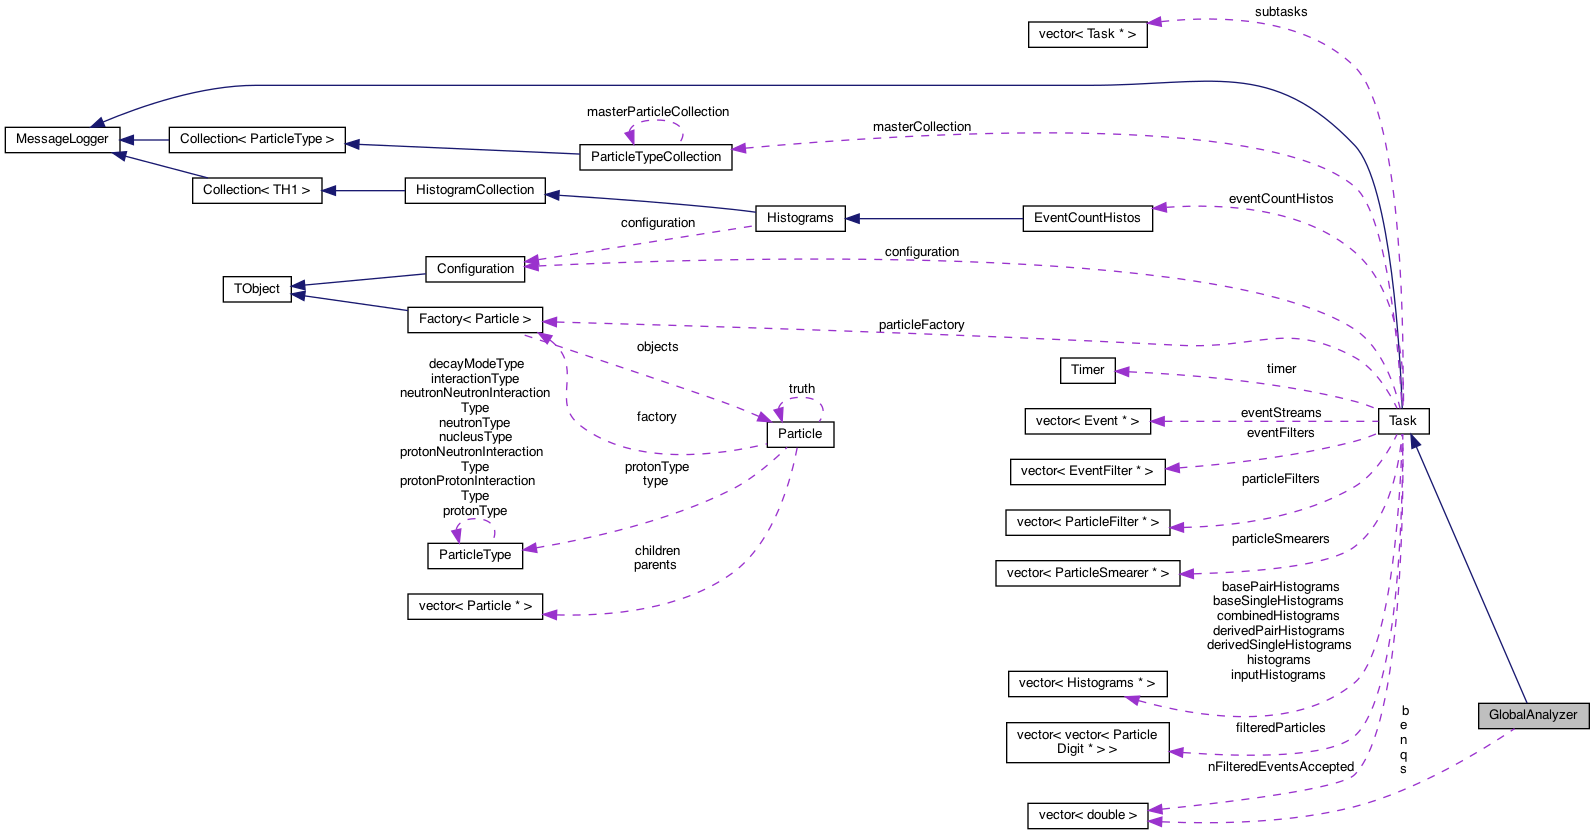 subtasks
vector< Task * >
masterParticleCollection
masterCollection
MessageLogger
Collection< ParticleType >
ParticleTypeCollection
Collection< TH1 >
HistogramCollection
eventCountHistos
Histograms
EventCountHistos
configuration
configuration
Configuration
TObject
Factory< Particle >
particleFactory
objects
decayModeType
interactionType
neutronNeutronInteraction
Type
neutronType
nucleusType
protonNeutronInteraction
Type
protonProtonInteraction
Type
protonType
factory
truth
Particle
protonType
type
ParticleType
children
parents
vector< Particle * >
timer
Timer
eventStreams
vector< Event * >
Task
eventFilters
vector< EventFilter * >
particleFilters
vector< ParticleFilter * >
particleSmearers
vector< ParticleSmearer * >
basePairHistograms
baseSingleHistograms
combinedHistograms
derivedPairHistograms
derivedSingleHistograms
histograms
inputHistograms
vector< Histograms * >
filteredParticles
vector< vector< Particle
Digit * > >
nFilteredEventsAccepted
b
e
n
q
s
GlobalAnalyzer
vector< double >